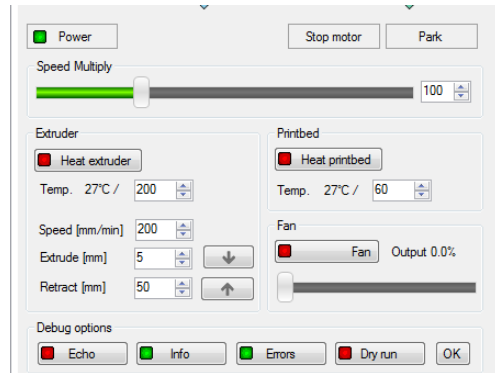 Power Stop motor Park
Speed Multiply
100
Extruder Printbed
Heat extruder Heat printbed
Temp. 27°C / 200 Temp. 27°C / 60
Speed [mm/min] 200 Fan
Extrude [mm] 5 Fan Output 0.0%
Retract [mm] 50
Debug options
Echo Info Errors Dry run OK